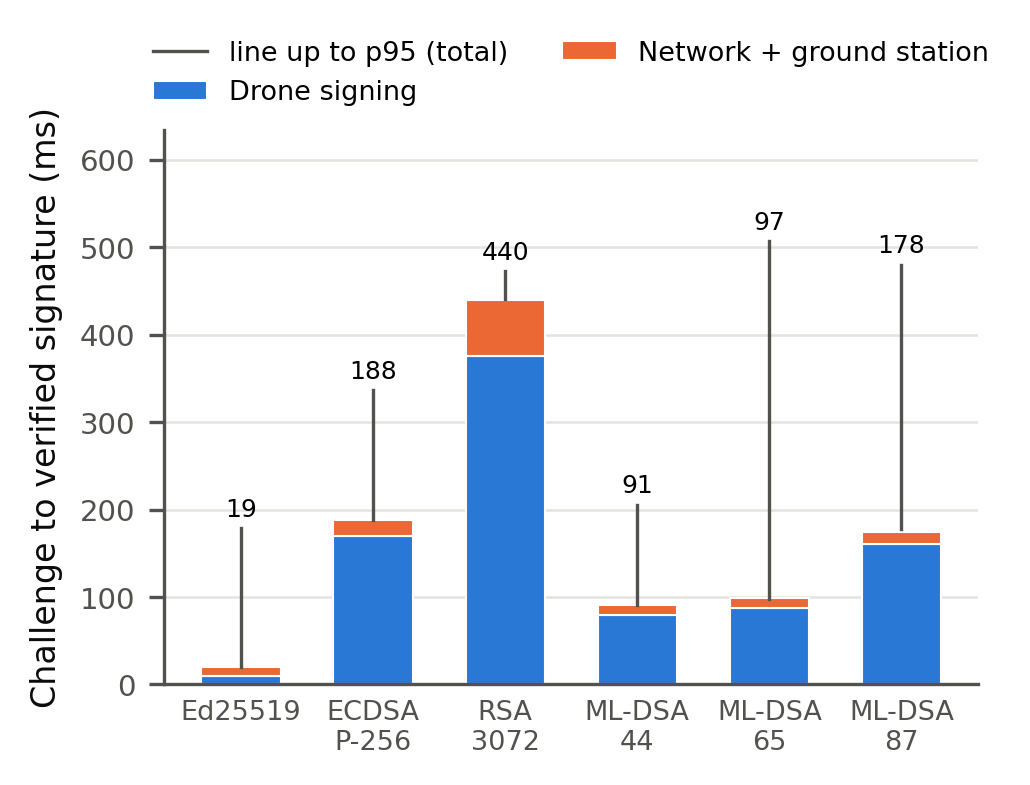 line up to p95 (total)
Network + ground station
Drone signing
Challenge to verified signature (ms)
600
500
400
300
200
100
0
19
188
440
91
97
178
Ed25519
ECDSA
P-256
RSA
3072
ML-DSA
44
ML-DSA
65
ML-DSA
87